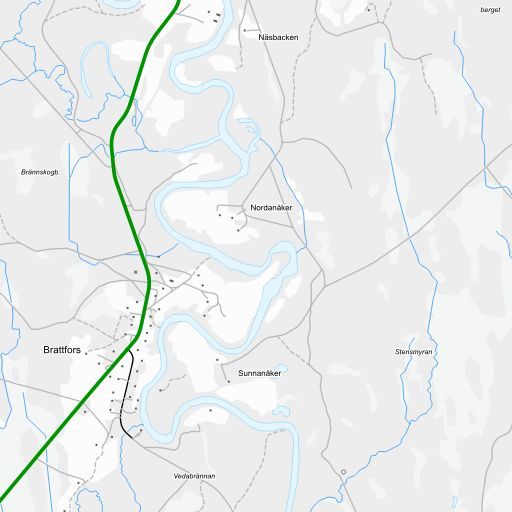 berget
Näsbacken
Brännskogb.
Nordanåker
Brattfors
Stensmyran
Sunnanåker
Vedabrännan